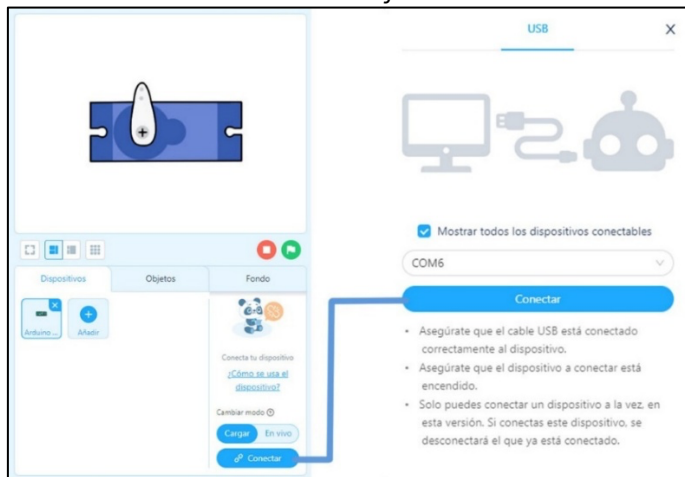 USB
X
Mostrar todos los dispositivos conectables
COM6
Conectar
• Asegúrate que el cable USB está conectado
correctamente al dispositivo.
• Asegúrate que el dispositivo a conectar está
encendido.
• Solo puedes conectar un dispositivo a la vez, en
esta versión. Si conectas este dispositivo, se
desconectará el que ya está conectado.
Dispositivos
Objetos
Fondo
Arduino ...
Añadir
Conecta tu dispositivo
¿Cómo se usa el
dispositivo?
Cambiar modo
Cargar
En vivo
Conectar